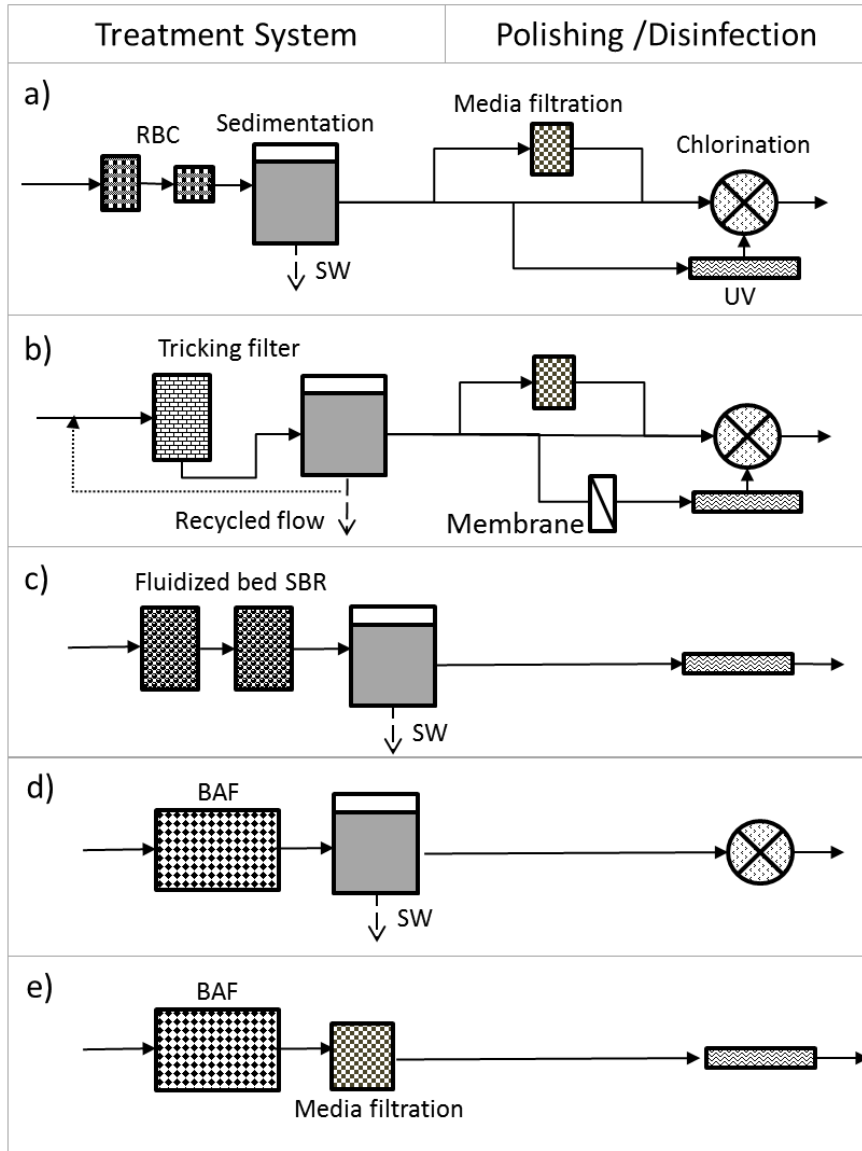 Treatment System
Polishing /Disinfection
a)
RBC
Sedimentation
Media filtration
Chlorination
SW
UV
b)
Tricking filter
Recycled flow
Membrane
c)
Fluidized bed SBR
SW
d)
BAF
SW
e)
BAF
Media filtration